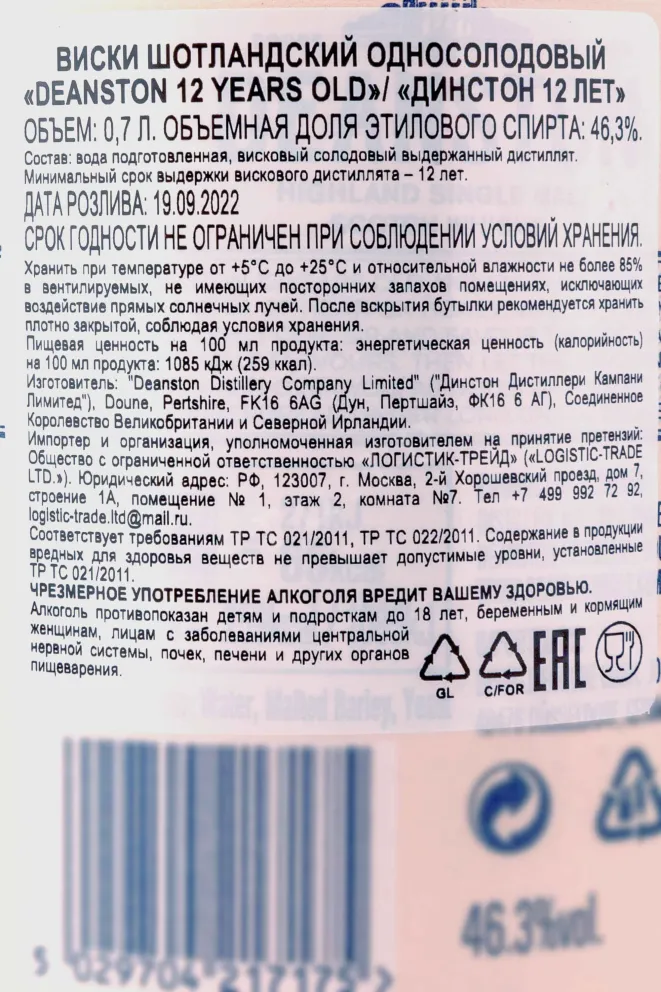 ВИСКИ ШОТЛАНДСКИЙ ОДНОСОЛОДОВЫЙ
«DEANSTON 12 YEARS OLD»/ «ДИНСТОН 12 ЛЕТ»
ОБЪЕМ: 0,7 Л. ОБЪЕМНАЯ ДОЛЯ ЭТИЛОВОГО СПИРТА: 46,3%.
Состав: вода подготовленная, висковый солодовый выдержанный дистиллят.
Минимальный срок выдержки вискового дистиллята – 12 лет.
ДАТА РОЗЛИВА: 19.09.2022
СРОК ГОДНОСТИ НЕ ОГРАНИЧЕН ПРИ СОБЛЮДЕНИИ УСЛОВИЙ ХРАНЕНИЯ.
Хранить при температуре от +5°С до +25°С и относительной влажности не более 85%
в вентилируемых, не имеющих посторонних запахов помещениях, исключающих
воздействие прямых солнечных лучей. После вскрытия бутылки рекомендуется хранить
плотно закрытой, соблюдая условия хранения.
Пищевая ценность на 100 мл продукта: энергетическая ценность (калорийность)
на 100 мл продукта: 1085 кДж (259 ккал).
Изготовитель: "Deanston Distillery Company Limited" ("Динстон Дистиллери Кампани
Лимитед"), Doune, Pertshire, FK16 6AG (Дун, Пертшайэ, ФК16 6 АГ), Соединенное
Королевство Великобритании и Северной Ирландии.
Импортер и организация, уполномоченная изготовителем на принятие претензий:
Общество с ограниченной ответственностью «ЛОГИСТИК-ТРЕЙД» («LOGISTIC-TRADE
LTD.»). Юридический адрес: РФ, 123007, г. Москва, 2-й Хорошевский проезд, дом 7,
строение 1А, помещение № 1, этаж 2, комната №7. Тел +7 499 992 72 92,
logistic-trade.ltd@mail.ru.
Соответствует требованиям ТР ТС 021/2011, ТР ТС 022/2011. Содержание в продукции
вредных для здоровья веществ не превышает допустимые уровни, установленные
ТР ТС 021/2011.
ЧРЕЗМЕРНОЕ УПОТРЕБЛЕНИЕ АЛКОГОЛЯ ВРЕДИТ ВАШЕМУ ЗДОРОВЬЮ.
Алкоголь противопоказан детям и подросткам до 18 лет, беременным и кормящим
женщинам, лицам с заболеваниями центральной
нервной системы, почек, печени и других органов
пищеварения.
GL C/FOR EAC
Water, Malted Barley,
46.3%vol.
5 029704 217175